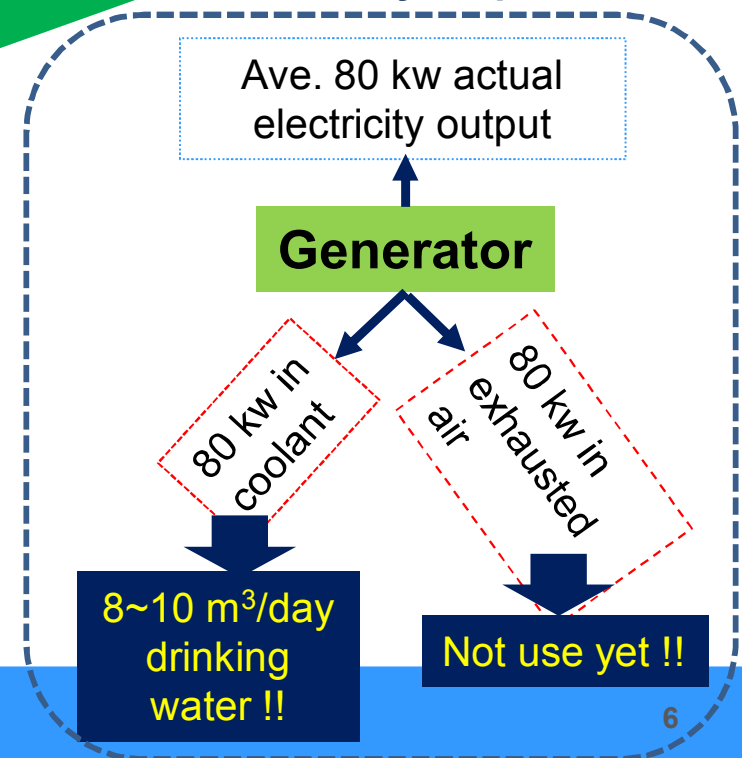 Ave. 80 kw actual
electricity output
Generator
80 kw in
coolant
80 kw in
exhausted
air
8~10 m³/day
drinking
water !!
Not use yet !!
6